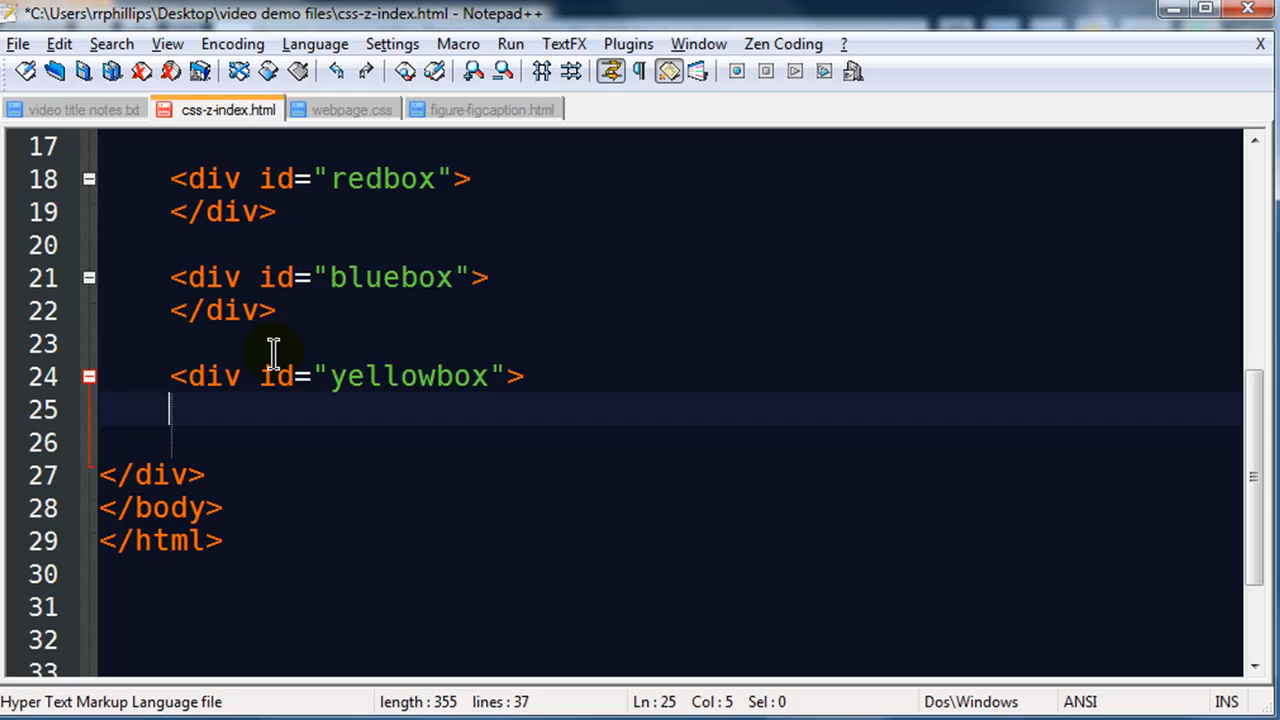 *C:\Users\rrphillips\Desktop\video demo files\css-z-index.html - Notepad++
File Edit Search View Encoding Language Settings Macro Run TextFX Plugins Window Zen Coding ? X
video title notes.txt css-z-index.html webpage.css figure-figcaption.html
17
18 <div id="redbox">
19 </div>
20
21 <div id="bluebox">
22 </div>
23
24 <div id="yellowbox">
25
26
27 </div>
28 </body>
29 </html>
30
31
32
33
Hyper Text Markup Language file length : 355 lines : 37 Ln : 25 Col : 5 Sel : 0 Dos\Windows ANSI INS